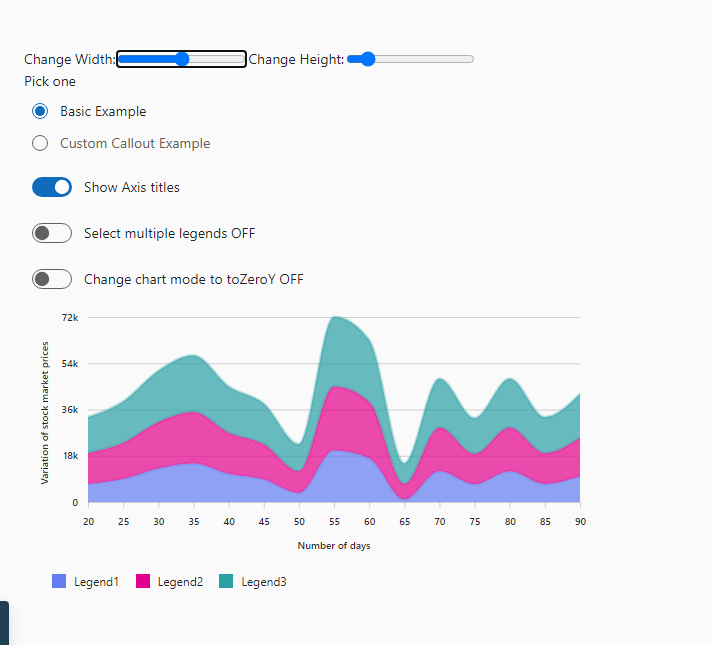 Change Width: Change Height:
Pick one
Basic Example
Custom Callout Example
Show Axis titles
Select multiple legends OFF
Change chart mode to toZeroY OFF
72k
54k
36k
18k
0
Variation of stock market prices
20 25 30 35 40 45 50 55 60 65 70 75 80 85 90
Number of days
Legend1 Legend2 Legend3